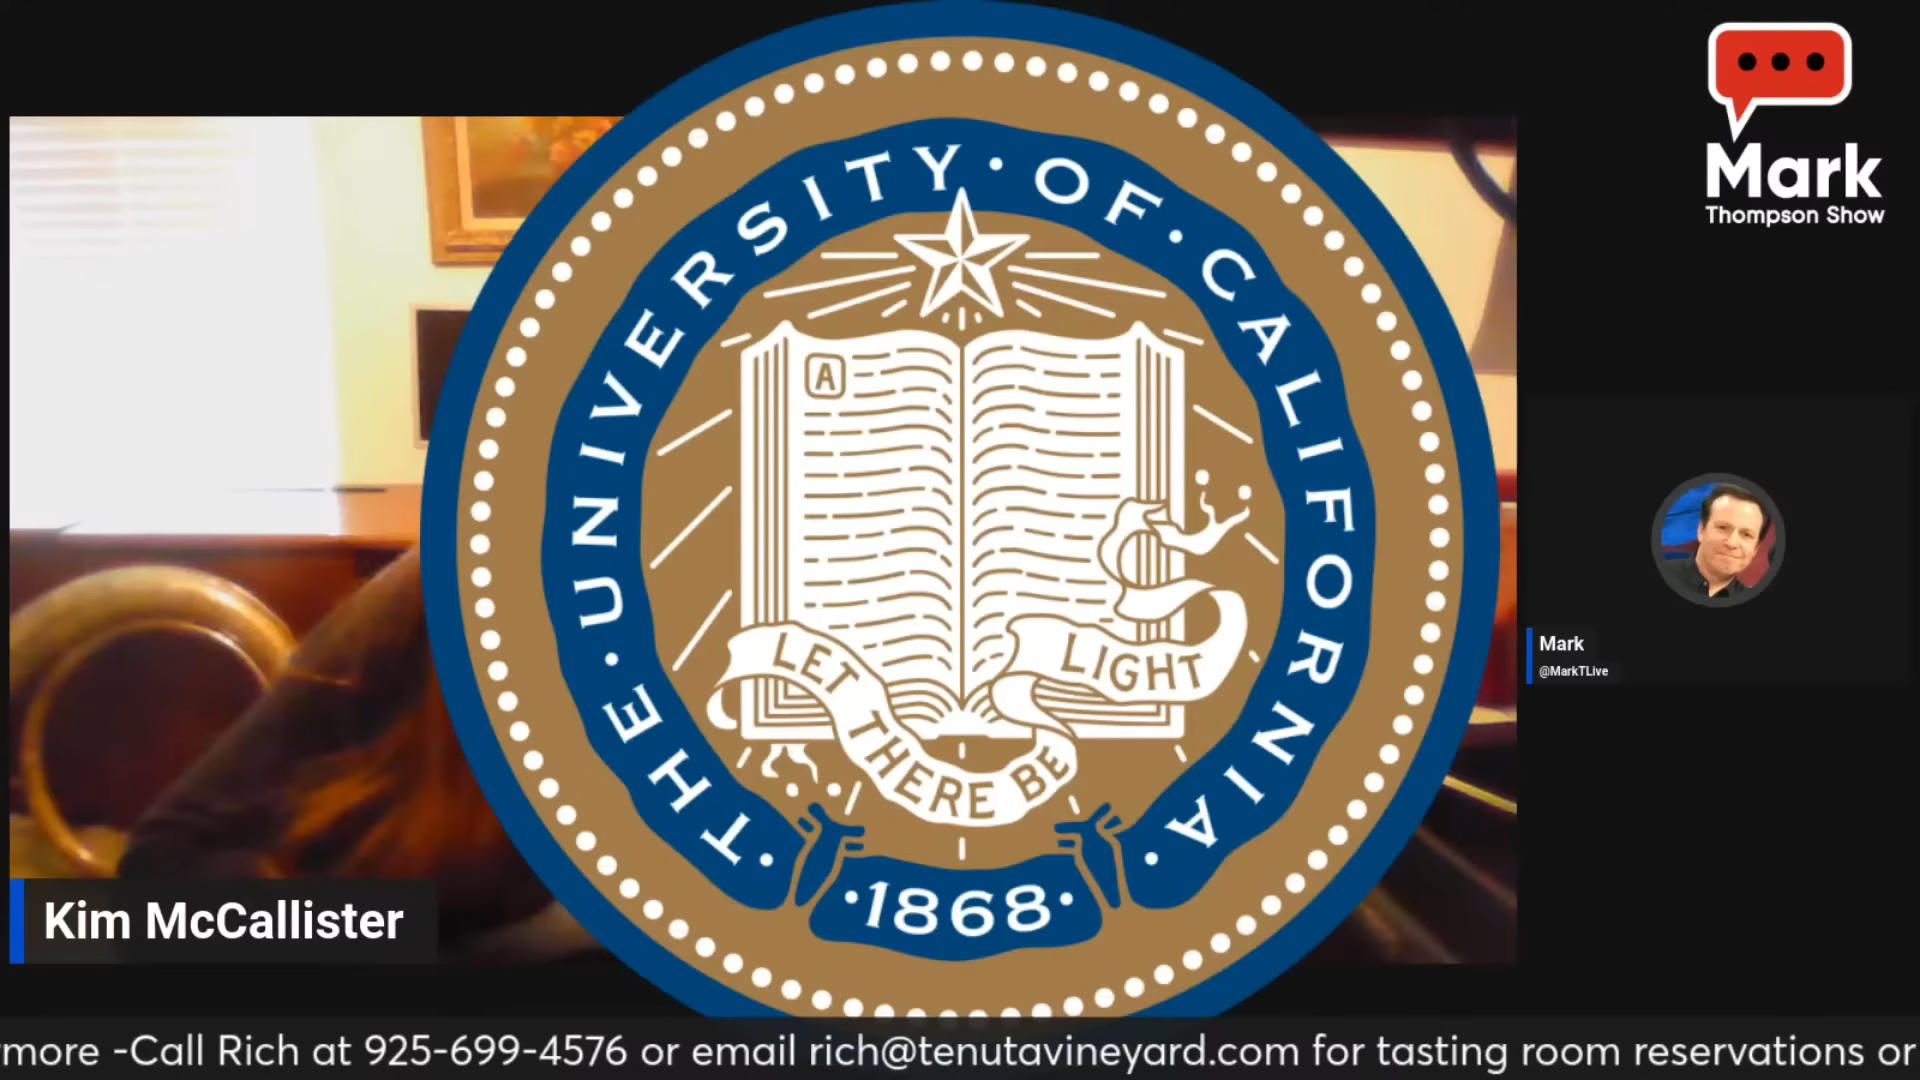 Mark
Thompson Show
·THE·UNIVERSITY·OF·CALIFORNIA·
A
LET THERE BE LIGHT
·1868·
Mark
@MarkTLive
Kim McCallister
more -Call Rich at 925-699-4576 or email rich@tenutavineyard.com for tasting room reservations or